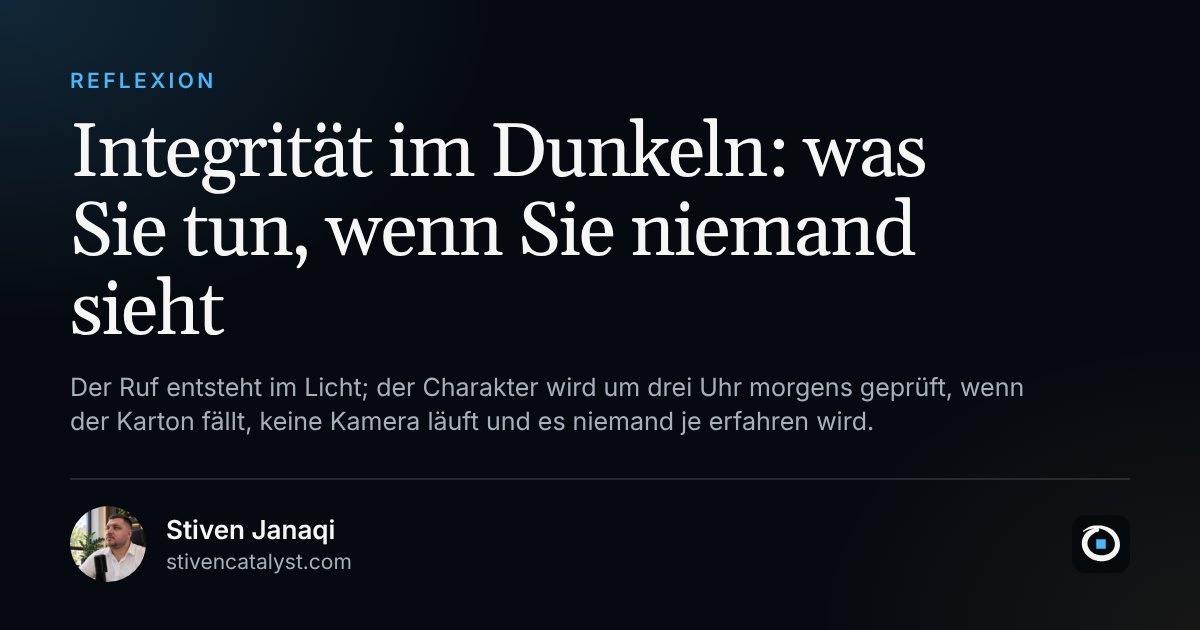 REFLEXION
Integrität im Dunkeln: was
Sie tun, wenn Sie niemand
sieht
Der Ruf entsteht im Licht; der Charakter wird um drei Uhr morgens geprüft, wenn
der Karton fällt, keine Kamera läuft und es niemand je erfahren wird.
Stiven Janaqi
stivencatalyst.com